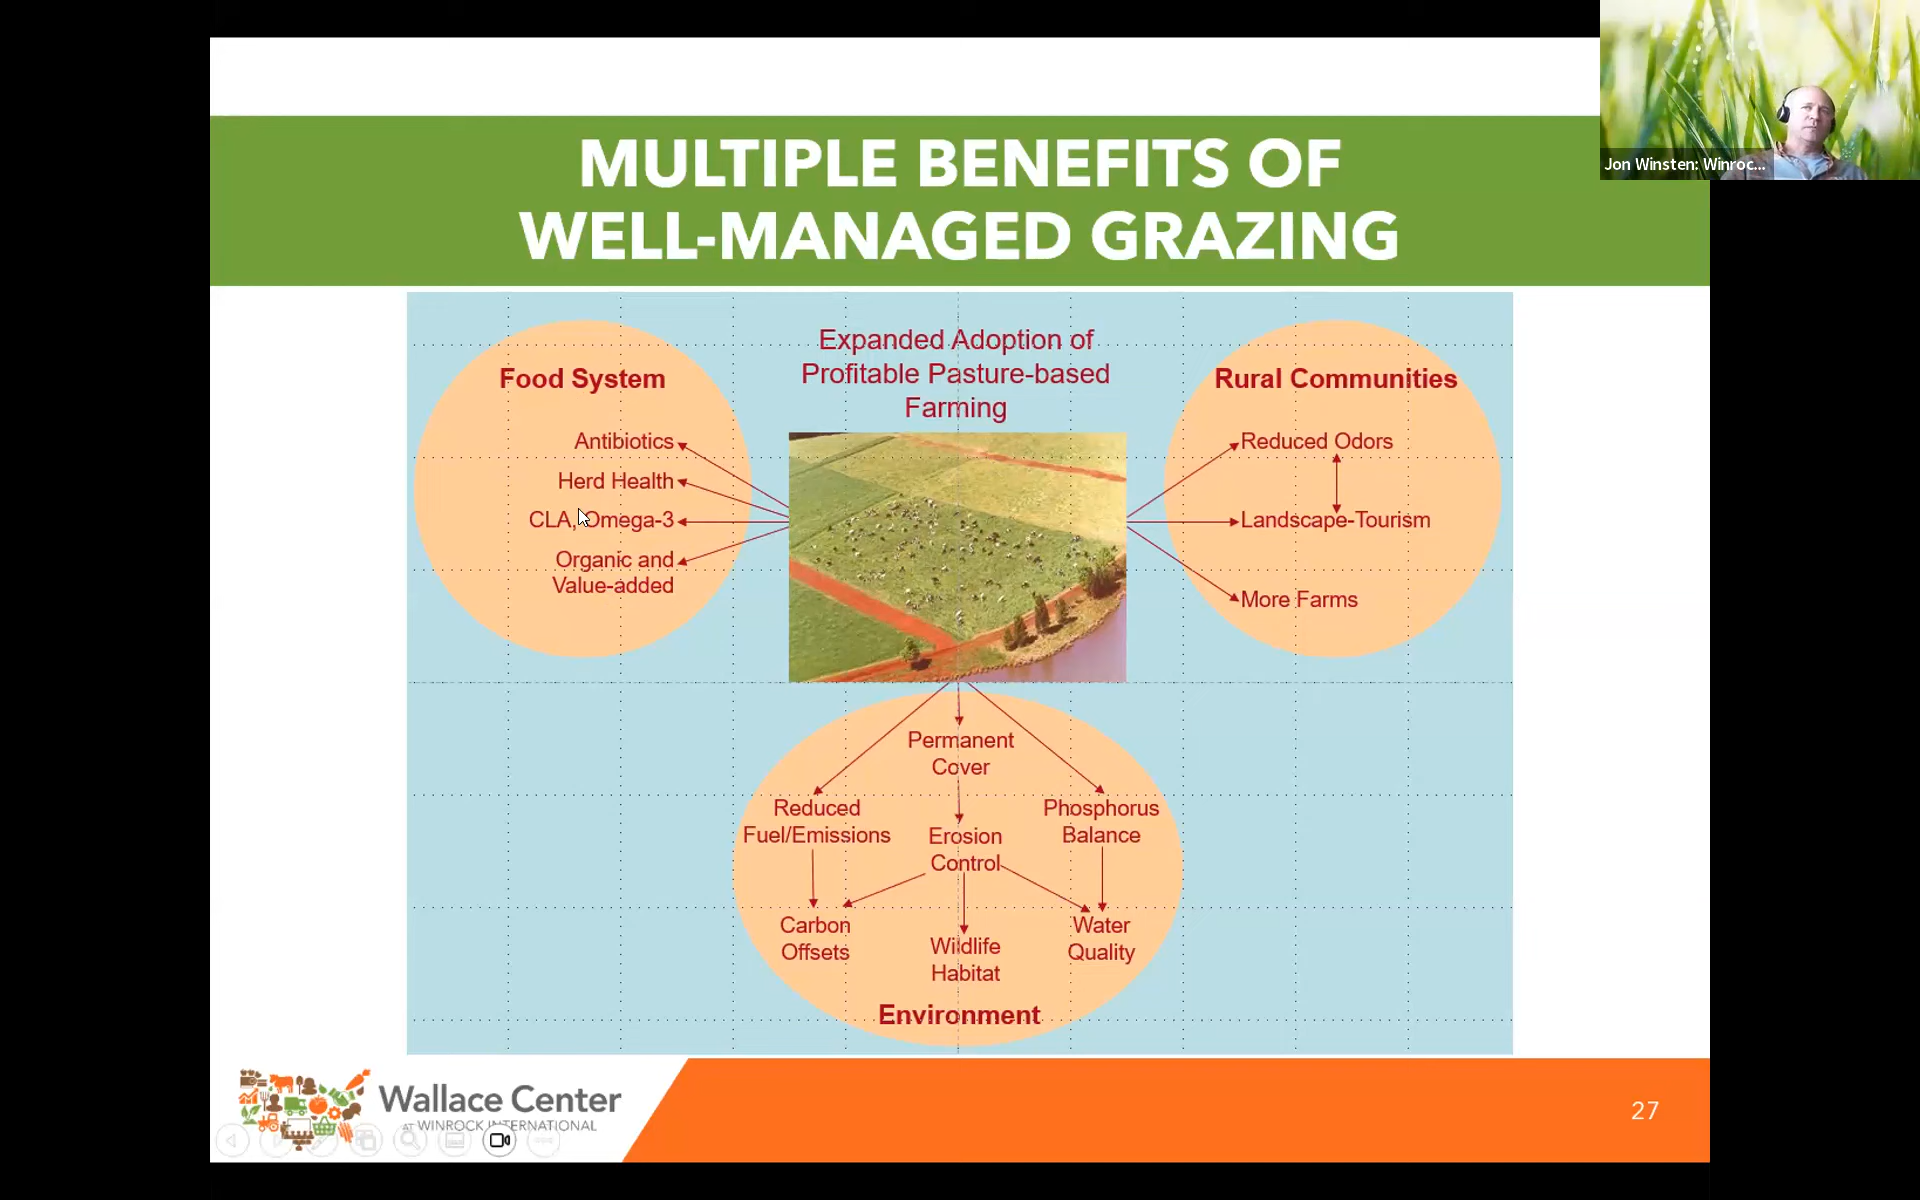 Jon Winsten: Winroc...
MULTIPLE BENEFITS OF
WELL-MANAGED GRAZING
Expanded Adoption of
Profitable Pasture-based
Farming
Food System
Antibiotics
Herd Health
CLA, Omega-3
Organic and
Value-added
Rural Communities
Reduced Odors
Landscape-Tourism
More Farms
Permanent
Cover
Reduced
Fuel/Emissions
Erosion
Control
Phosphorus
Balance
Carbon
Offsets
Wildlife
Habitat
Water
Quality
Environment
Wallace Center
AT WINROCK INTERNATIONAL
27